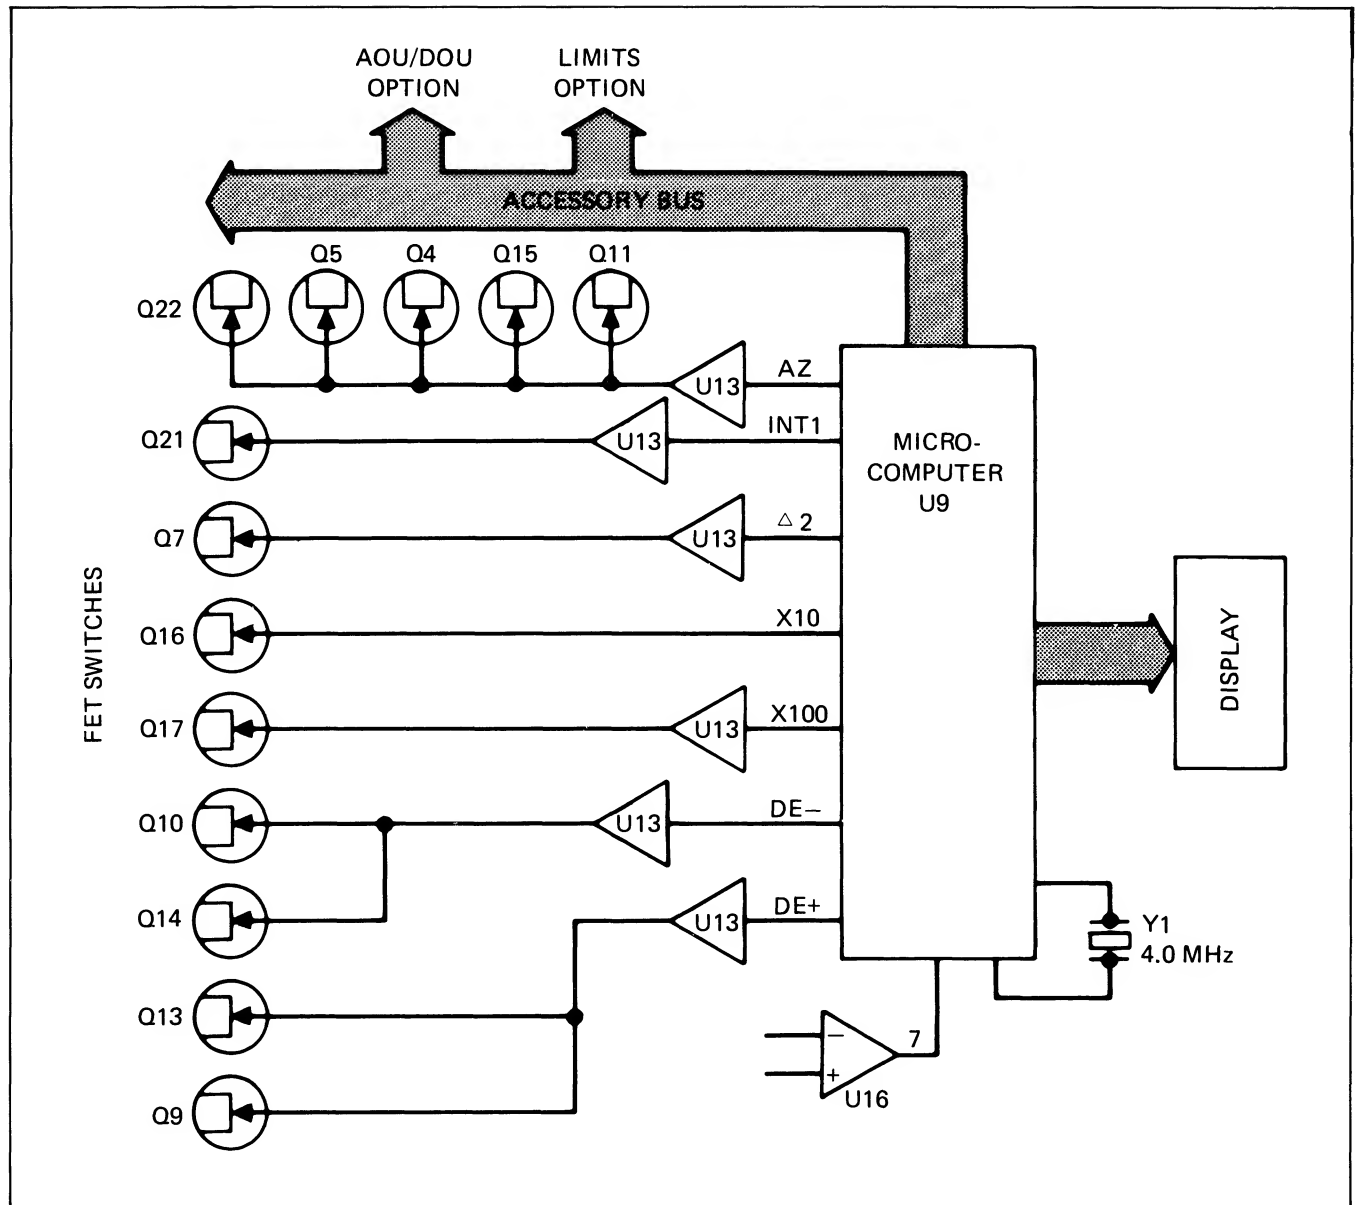 AOU/DOU
OPTION
LIMITS
OPTION
ACCESSORY BUS
Q5
Q4
Q15
Q11
Q22
U13
AZ
Q21
U13
INT1
MICRO-
COMPUTER
U9
Q7
U13
△2
FET SWITCHES
Q16
X10
DISPLAY
Q17
U13
X100
Q10
U13
DE−
Q14
U13
DE+
Y1
4.0 MHz
Q13
−
+
7
U16
Q9